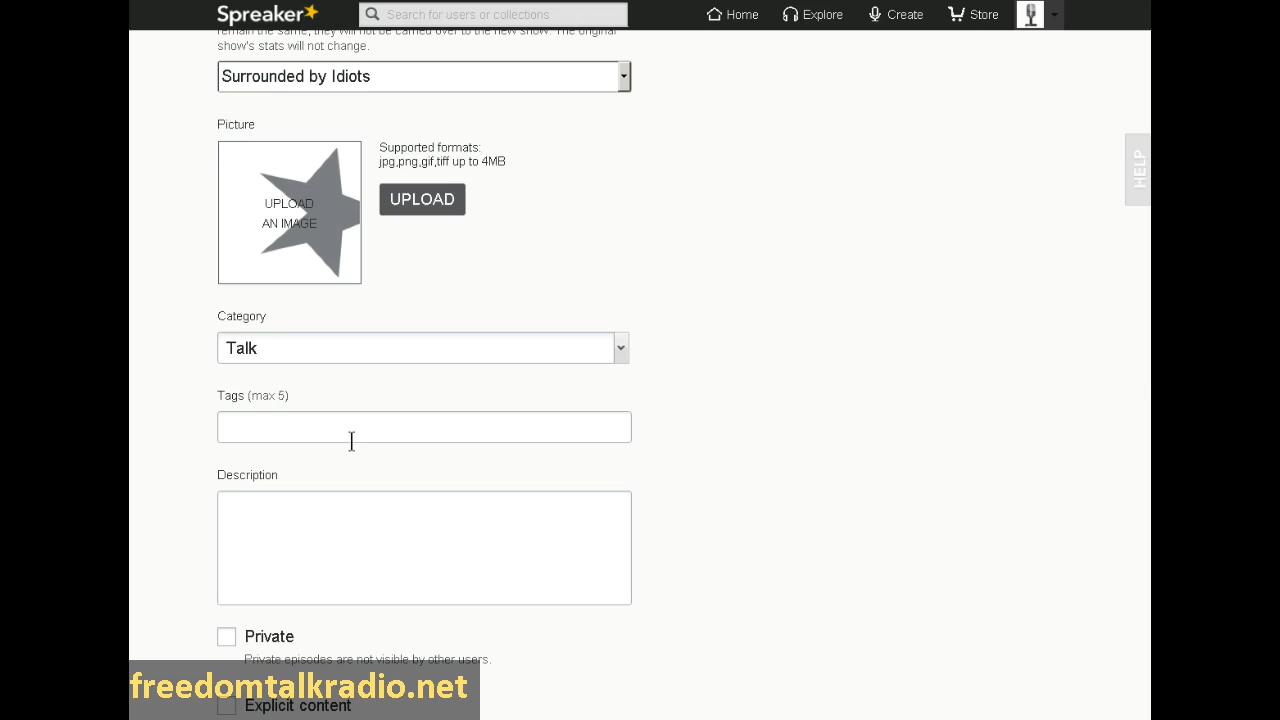 Spreaker
Search for users or collections
Home
Explore
Create
Store
remain the same, they will not be carried over to the new show. The original
show's stats will not change.
Surrounded by Idiots
Picture
UPLOAD
AN IMAGE
Supported formats:
jpg,png,gif,tiff up to 4MB
UPLOAD
HELP
Category
Talk
Tags (max 5)
Description
Private
Private episodes are not visible by other users.
freedomtalkradio.net
Explicit content